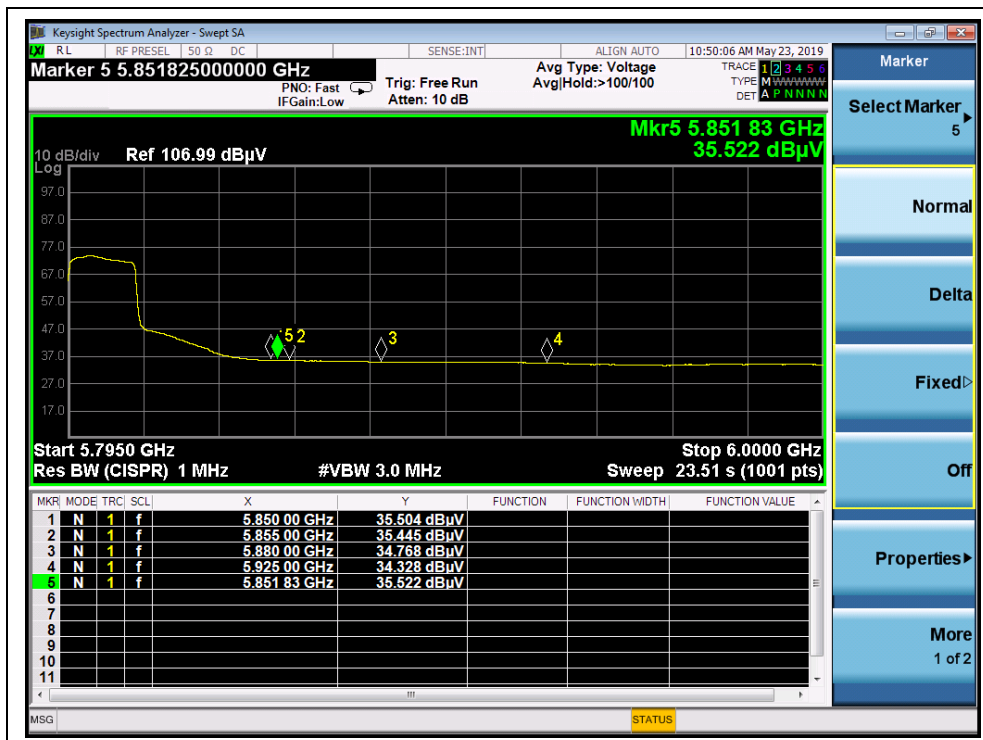 Keysight Spectrum Analyzer - Swept SA
LXI RL RF PRESEL 50 Ω DC SENSE:INT ALIGN AUTO 10:50:06 AM May 23, 2019
Marker 5 5.851825000000 GHz
PNO: Fast
IFGain:Low
Trig: Free Run
Atten: 10 dB
Avg Type: Voltage
Avg|Hold:>100/100
TRACE 1 2 3 4 5 6
TYPE M WWWWW
DET A P N N N N
Mkr5 5.851 83 GHz
35.522 dBµV
10 dB/div Ref 106.99 dBµV
Log
97.0
87.0
77.0
67.0
57.0
47.0
37.0
27.0
17.0
5 2 3 4
Start 5.7950 GHz Stop 6.0000 GHz
Res BW (CISPR) 1 MHz #VBW 3.0 MHz Sweep 23.51 s (1001 pts)
MKR MODE TRC SCL X Y FUNCTION FUNCTION WIDTH FUNCTION VALUE
1 N 1 f 5.850 00 GHz 35.504 dBµV
2 N 1 f 5.855 00 GHz 35.445 dBµV
3 N 1 f 5.880 00 GHz 34.768 dBµV
4 N 1 f 5.925 00 GHz 34.328 dBµV
5 N 1 f 5.851 83 GHz 35.522 dBµV
6
7
8
9
10
11
MSG STATUS
Marker
Select Marker
5
Normal
Delta
Fixed
Off
Properties
More
1 of 2